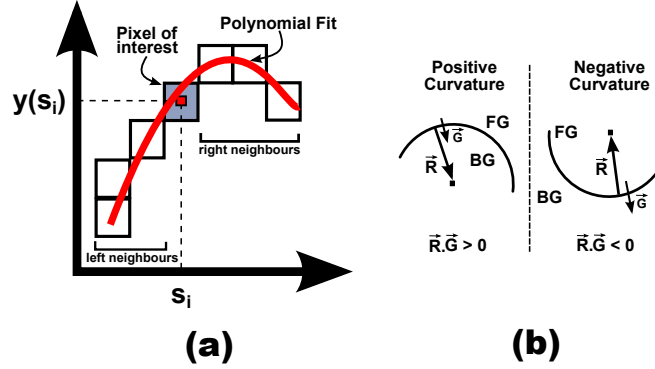 Pixel of
interest
Polynomial Fit
y(sᵢ)
right neighbours
left neighbours
sᵢ
(a)
Positive
Curvature
FG
G⃗
BG
R⃗
R⃗.G⃗ > 0
Negative
Curvature
FG
R⃗
BG
G⃗
R⃗.G⃗ < 0
(b)